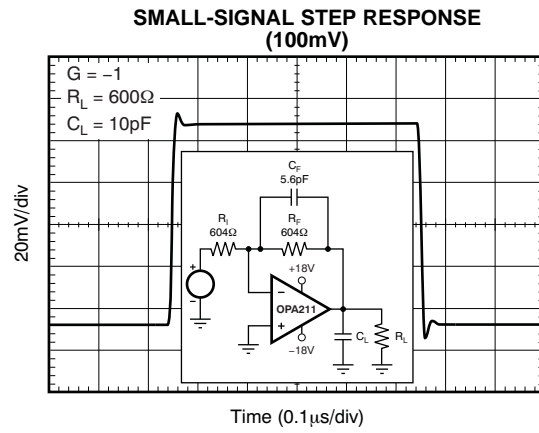 SMALL-SIGNAL STEP RESPONSE
(100mV)
G = −1
R_L = 600Ω
C_L = 10pF
20mV/div
C_F
5.6pF
R_I
604Ω
R_F
604Ω
+
−
+18V
−
OPA211
+
−18V
C_L
R_L
Time (0.1μs/div)